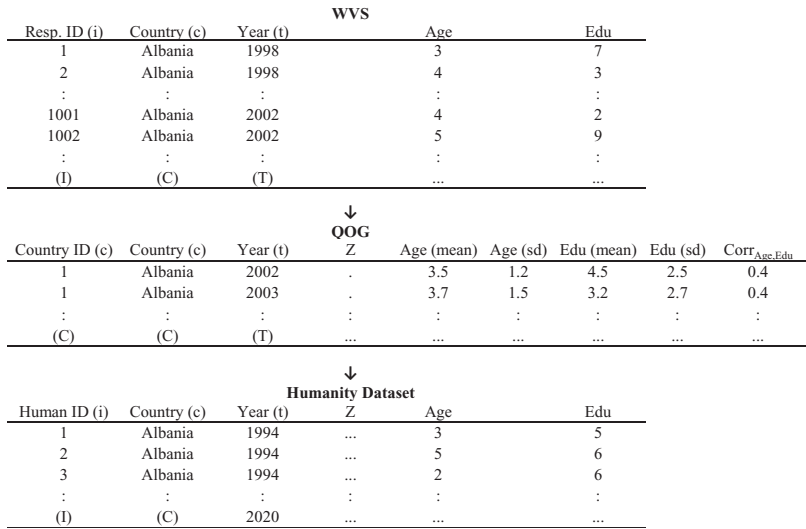 WVS
Resp. ID (i) Country (c) Year (t) Age Edu
1 Albania 1998 3 7
2 Albania 1998 4 3
: : : : :
1001 Albania 2002 4 2
1002 Albania 2002 5 9
: : : : :
(I) (C) (T) ... ...
↓
QOG
Country ID (c) Country (c) Year (t) Z Age (mean) Age (sd) Edu (mean) Edu (sd) Corr_Age,Edu
1 Albania 2002 . 3.5 1.2 4.5 2.5 0.4
1 Albania 2003 . 3.7 1.5 3.2 2.7 0.4
: : : : : : : : :
(C) (C) (T) ... ... ... ... ... ...
↓
Humanity Dataset
Human ID (i) Country (c) Year (t) Z Age Edu
1 Albania 1994 ... 3 5
2 Albania 1994 ... 5 6
3 Albania 1994 ... 2 6
: : : : : :
(I) (C) 2020 ... ... ...